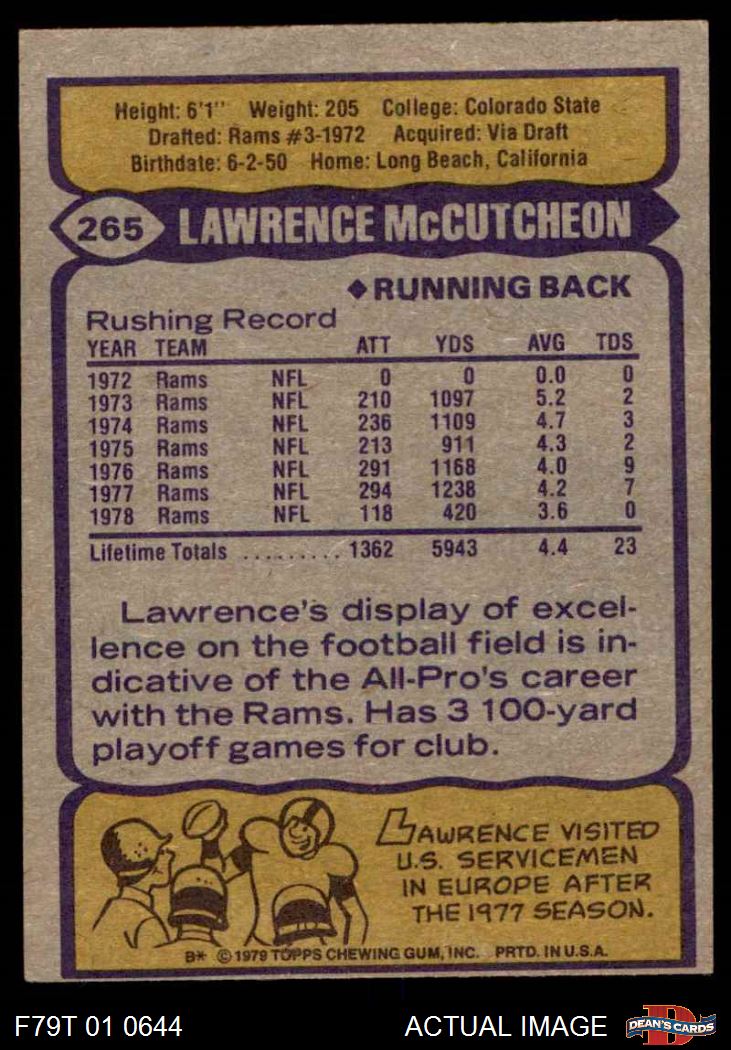 Height: 6'1" Weight: 205 College: Colorado State
Drafted: Rams #3-1972 Acquired: Via Draft
Birthdate: 6-2-50 Home: Long Beach, California
265 LAWRENCE McCUTCHEON
◆ RUNNING BACK
Rushing Record
YEAR TEAM ATT YDS AVG TDS
1972 Rams NFL 0 0 0.0 0
1973 Rams NFL 210 1097 5.2 2
1974 Rams NFL 236 1109 4.7 3
1975 Rams NFL 213 911 4.3 2
1976 Rams NFL 291 1168 4.0 9
1977 Rams NFL 294 1238 4.2 7
1978 Rams NFL 118 420 3.6 0
Lifetime Totals ......... 1362 5943 4.4 23
Lawrence's display of excel-
lence on the football field is in-
dicative of the All-Pro's career
with the Rams. Has 3 100-yard
playoff games for club.
LAWRENCE VISITED
U.S. SERVICEMEN
IN EUROPE AFTER
THE 1977 SEASON.
B* © 1979 TOPPS CHEWING GUM, INC. PRTD. IN U.S.A.
F79T 01 0644 ACTUAL IMAGE D DEAN'S CARDS